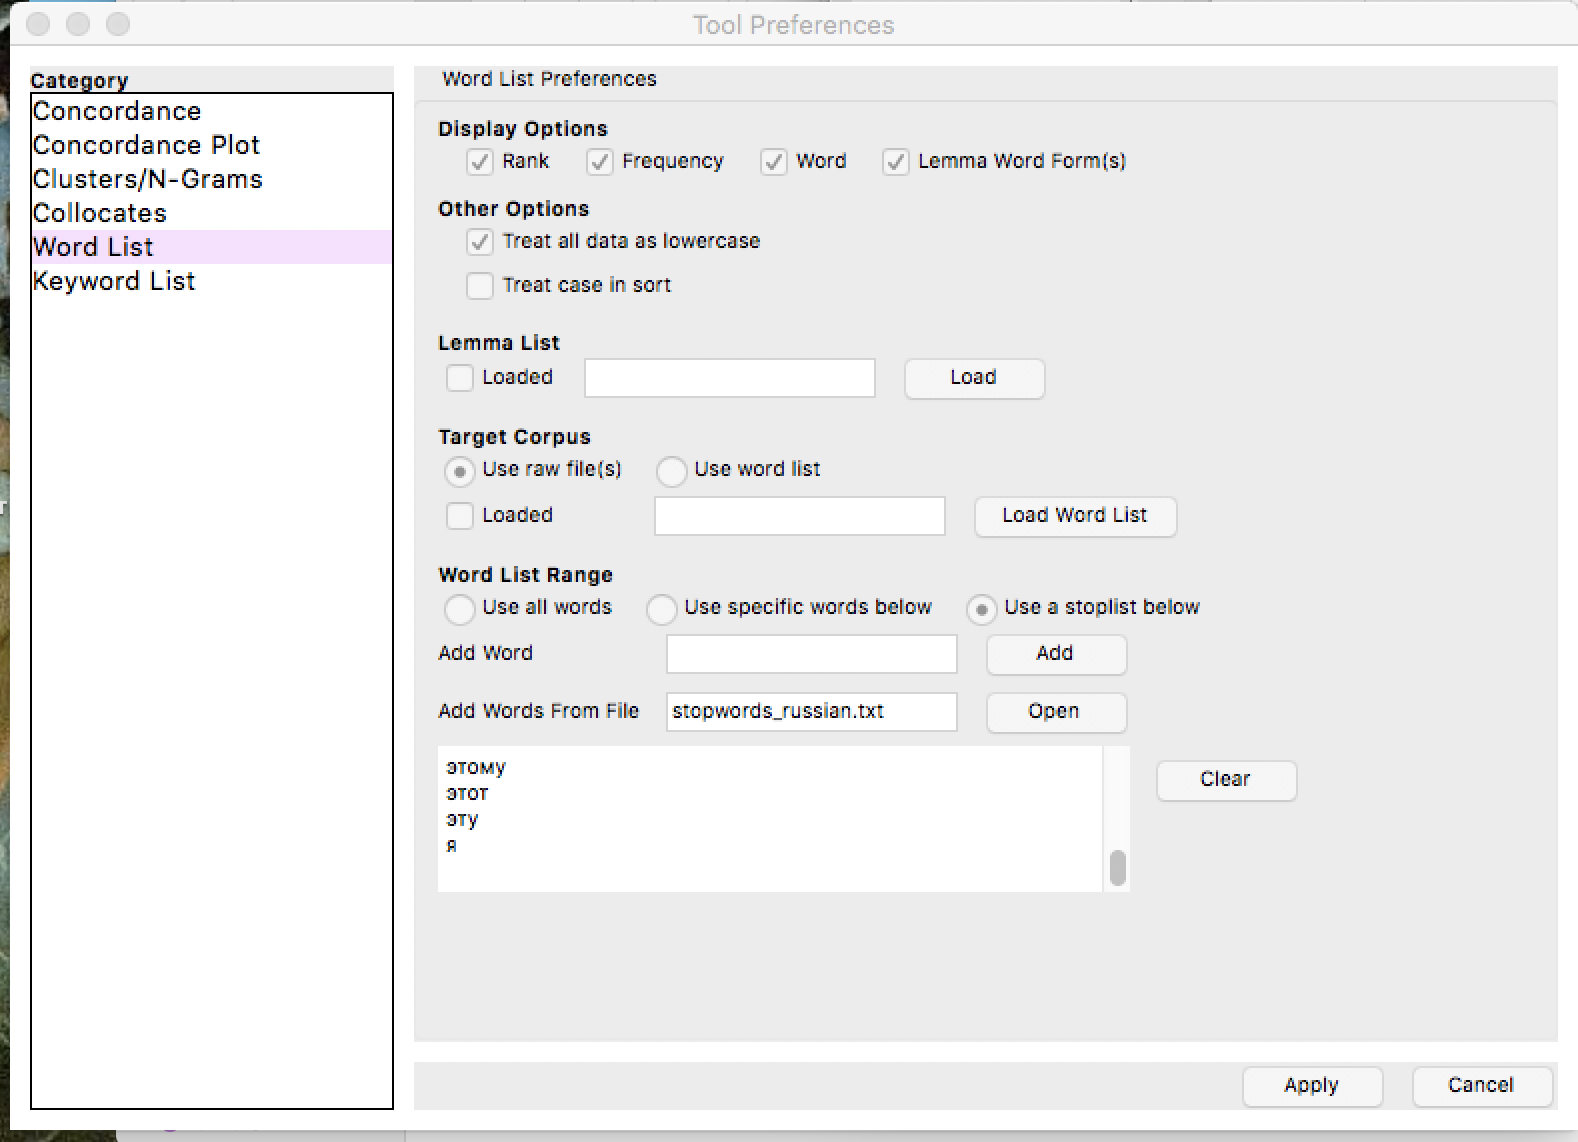 Tool Preferences
Category
Concordance
Concordance Plot
Clusters/N-Grams
Collocates
Word List
Keyword List
Word List Preferences
Display Options
Rank Frequency Word Lemma Word Form(s)
Other Options
Treat all data as lowercase
Treat case in sort
Lemma List
Loaded Load
Target Corpus
Use raw file(s) Use word list
Loaded Load Word List
Word List Range
Use all words Use specific words below Use a stoplist below
Add Word Add
Add Words From File stopwords_russian.txt Open
этому
этот
эту
я
Clear
Apply Cancel